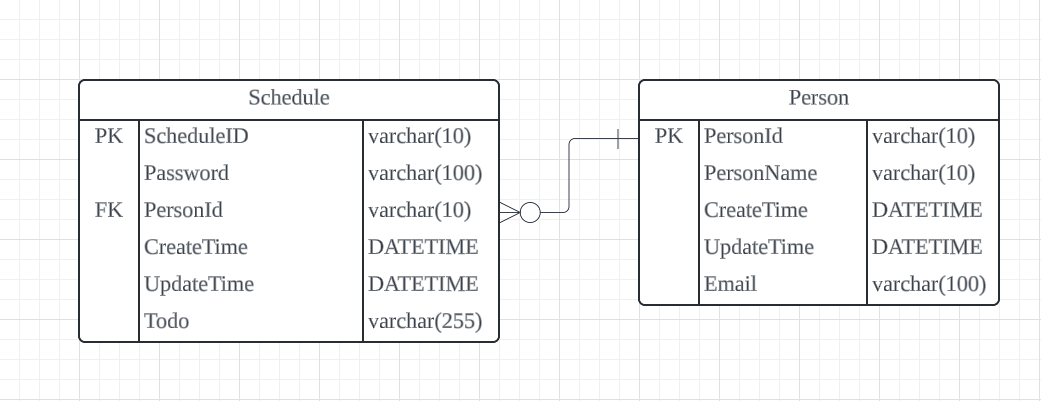 Schedule
PK ScheduleID varchar(10)
Password varchar(100)
FK PersonId varchar(10)
CreateTime DATETIME
UpdateTime DATETIME
Todo varchar(255)
Person
PK PersonId varchar(10)
PersonName varchar(10)
CreateTime DATETIME
UpdateTime DATETIME
Email varchar(100)